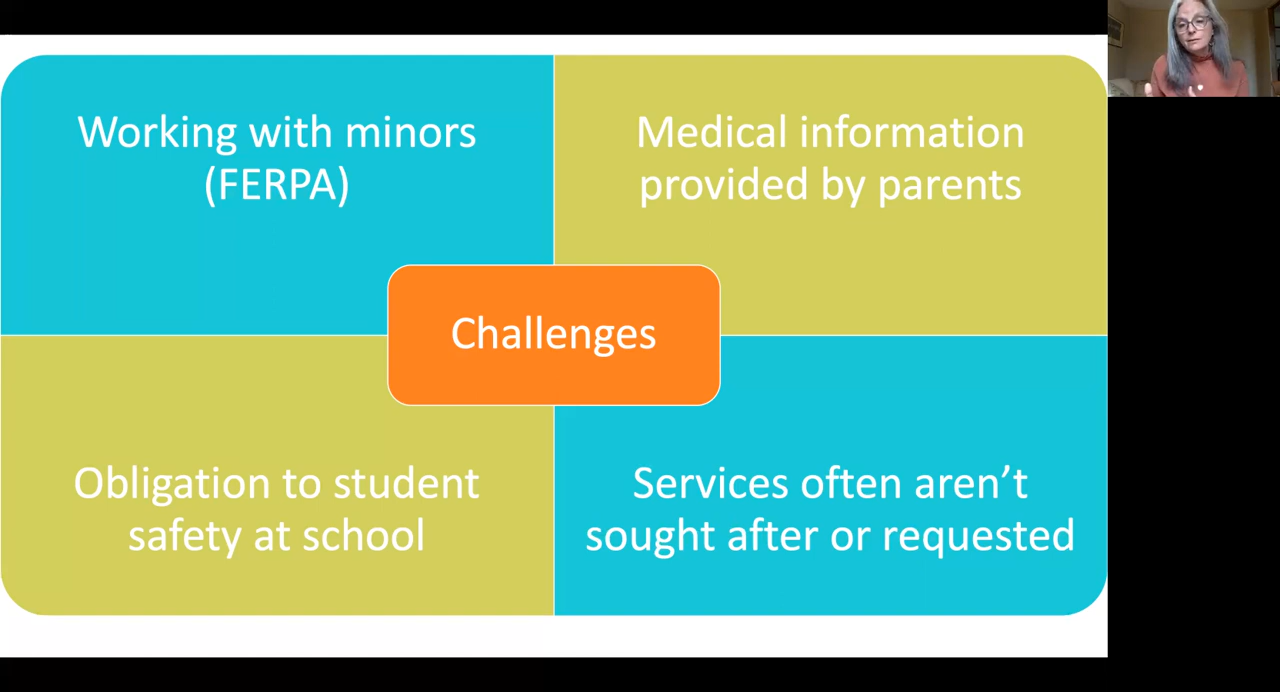 Working with minors
(FERPA)
Medical information
provided by parents
Challenges
Obligation to student
safety at school
Services often aren’t
sought after or requested